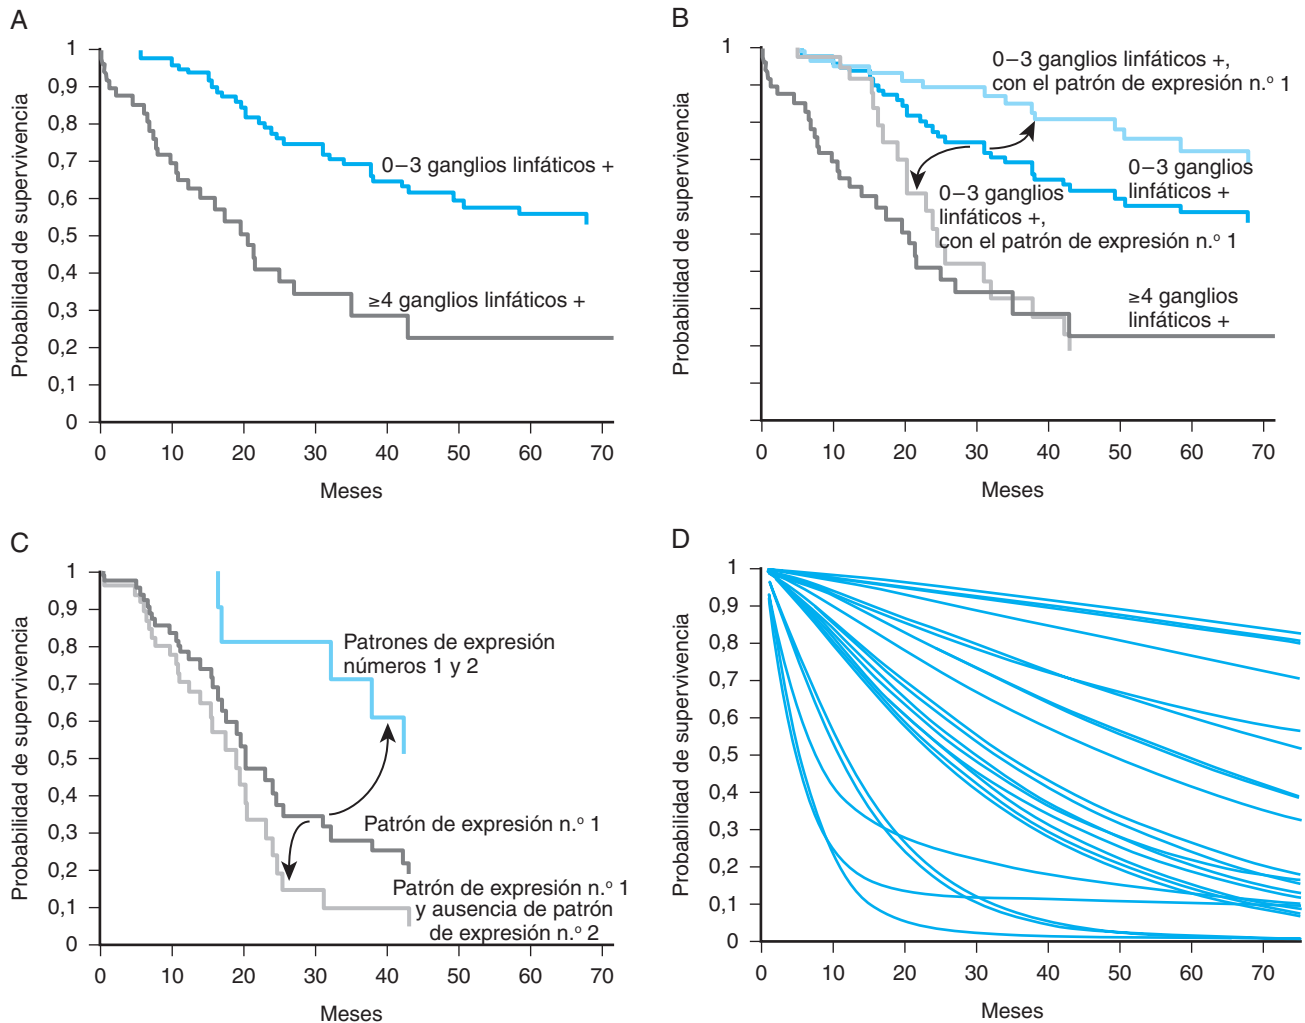 A
Probabilidad de supervivencia
1
0,9
0,8
0,7
0,6
0,5
0,4
0,3
0,2
0,1
0
0–3 ganglios linfáticos +
≥4 ganglios linfáticos +
0 10 20 30 40 50 60 70
Meses
B
Probabilidad de supervivencia
1
0–3 ganglios linfáticos +,
con el patrón de expresión n.º 1
0–3 ganglios
linfáticos +
0–3 ganglios
linfáticos +,
con el patrón de expresión n.º 1
≥4 ganglios
linfáticos +
0 10 20 30 40 50 60 70
Meses
C
Probabilidad de supervivencia
1
0,9
0,8
0,7
0,6
0,5
0,4
0,3
0,2
0,1
0
Patrones de expresión
números 1 y 2
Patrón de expresión n.º 1
Patrón de expresión n.º 1
y ausencia de patrón
de expresión n.º 2
0 10 20 30 40 50 60 70
Meses
D
Probabilidad de supervivencia
1
0,9
0,8
0,7
0,6
0,5
0,4
0,3
0,2
0,1
0
0 10 20 30 40 50 60 70
Meses